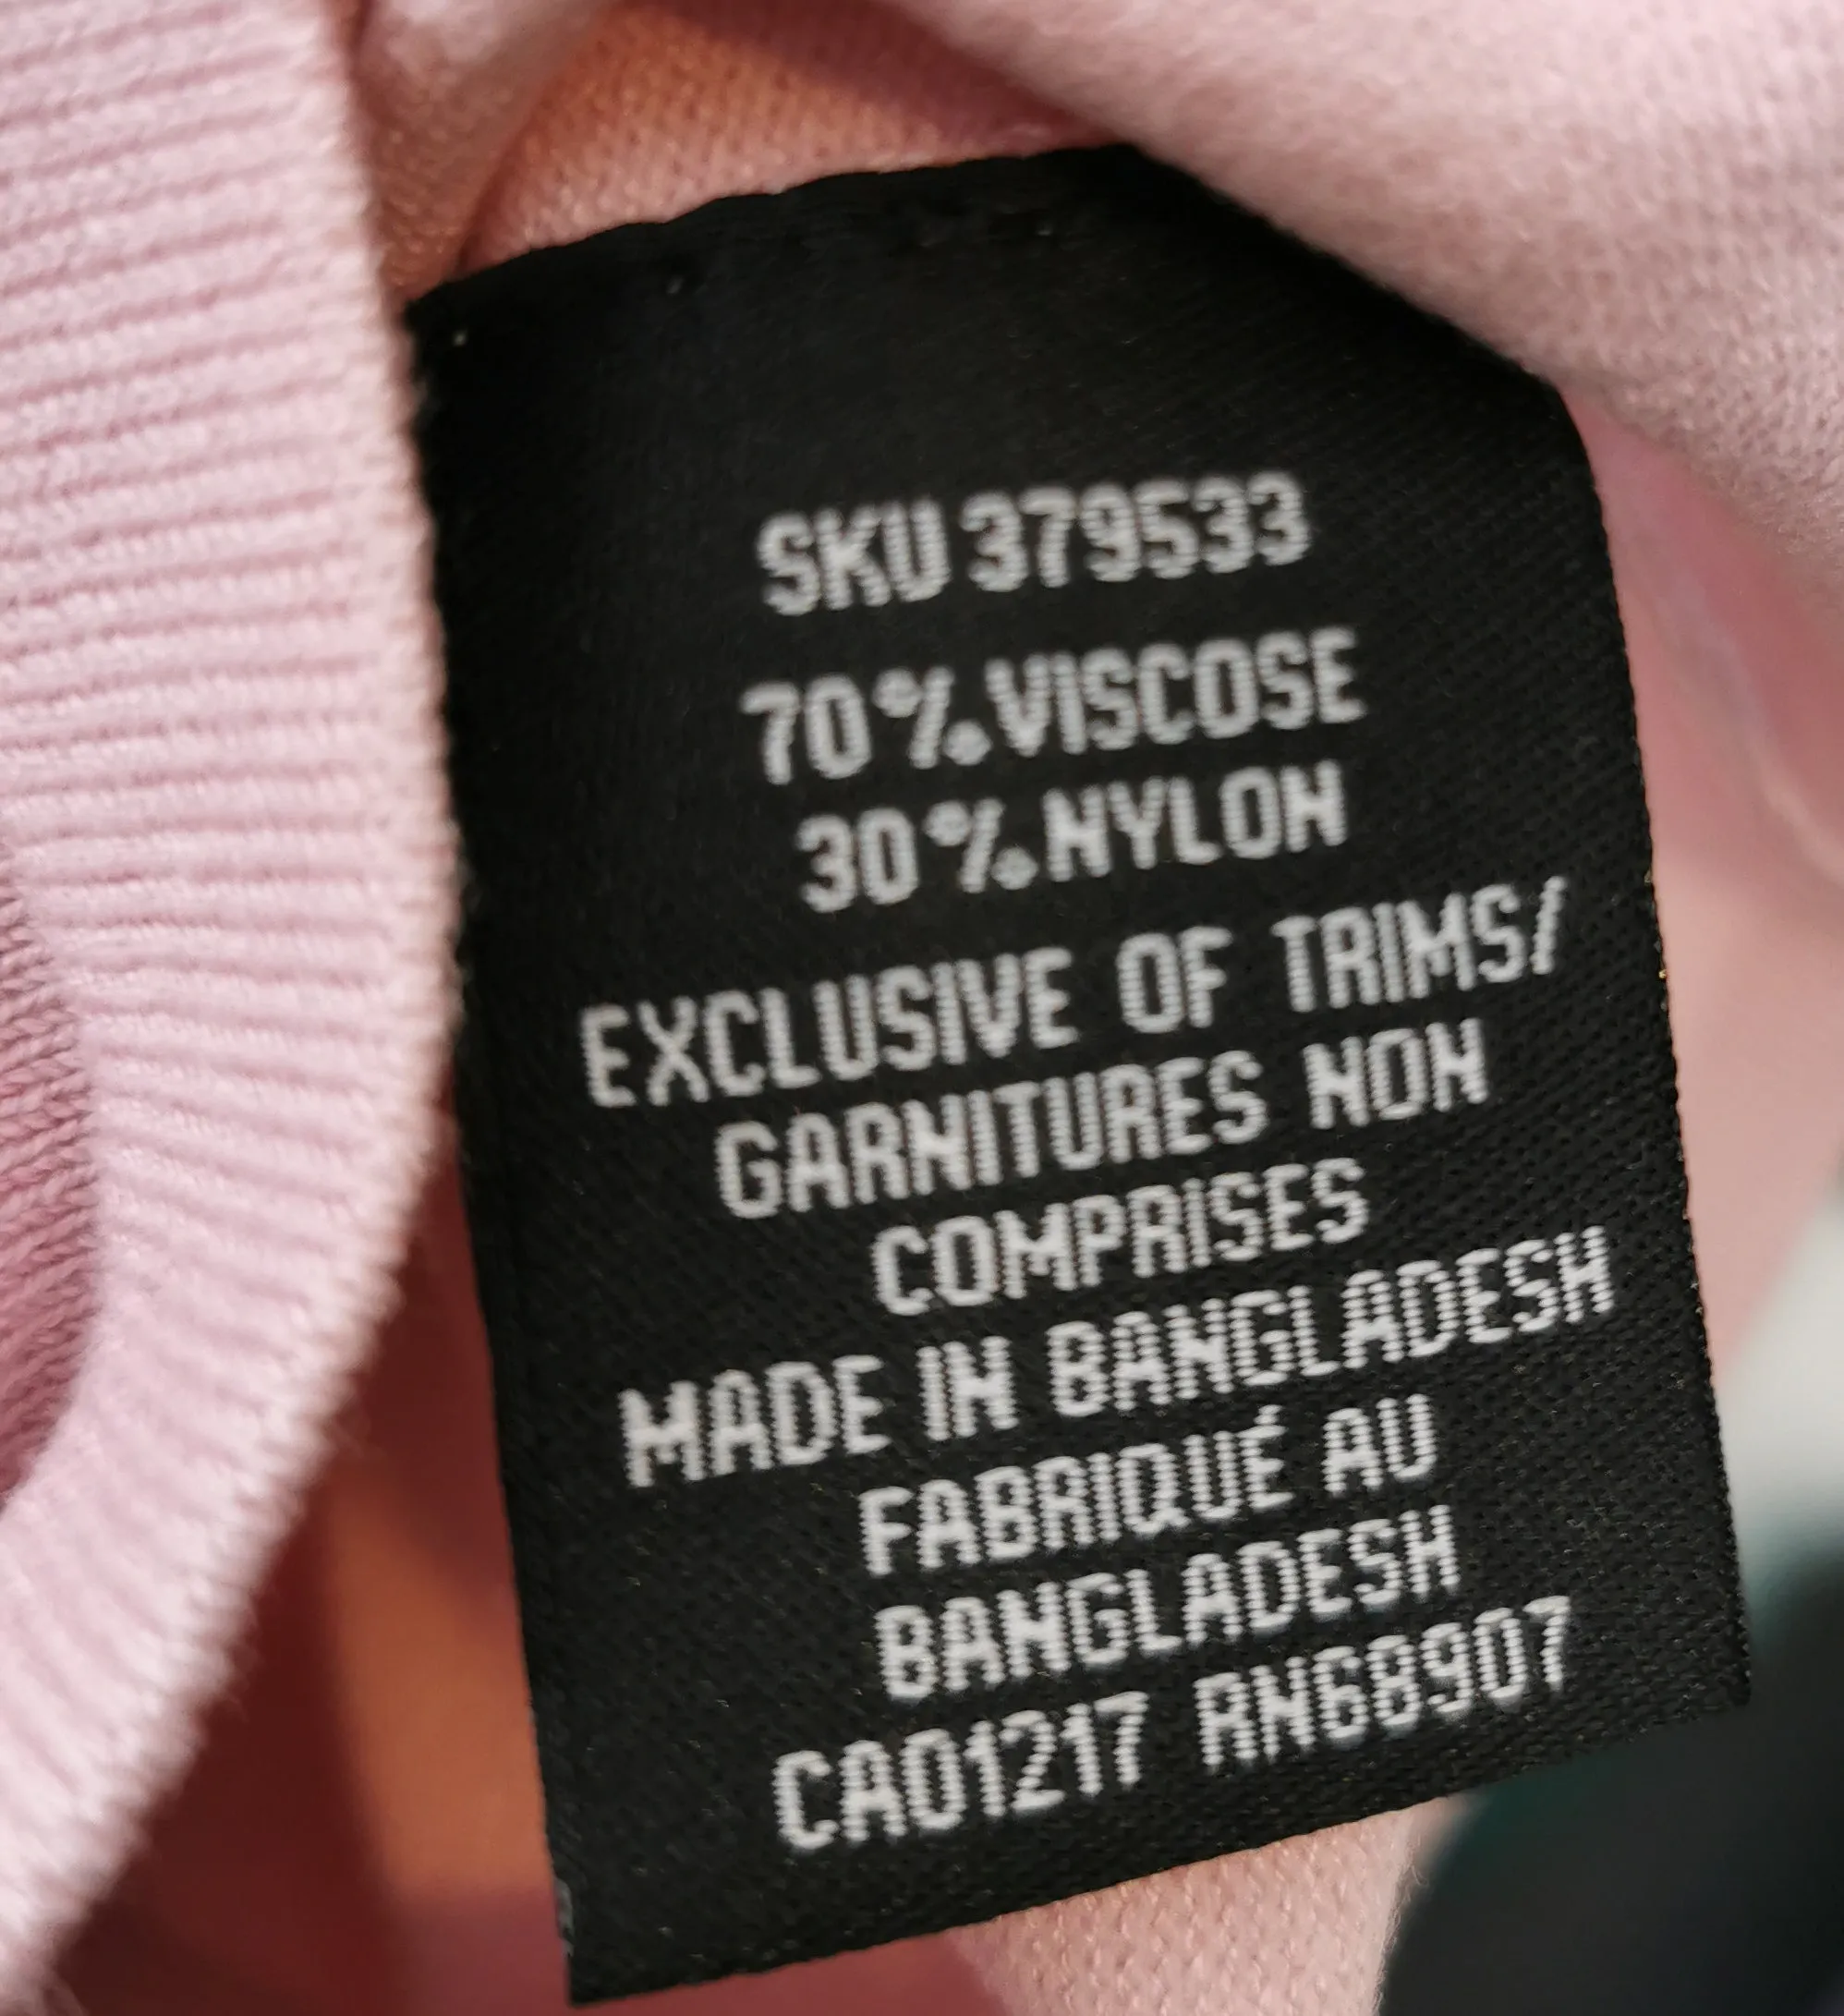 SKU 379533
70% VISCOSE
30% NYLON
EXCLUSIVE OF TRIMS/
GARNITURES NON
COMPRISES
MADE IN BANGLADESH
FABRIQUÉ AU
BANGLADESH
CA01217 RN68907